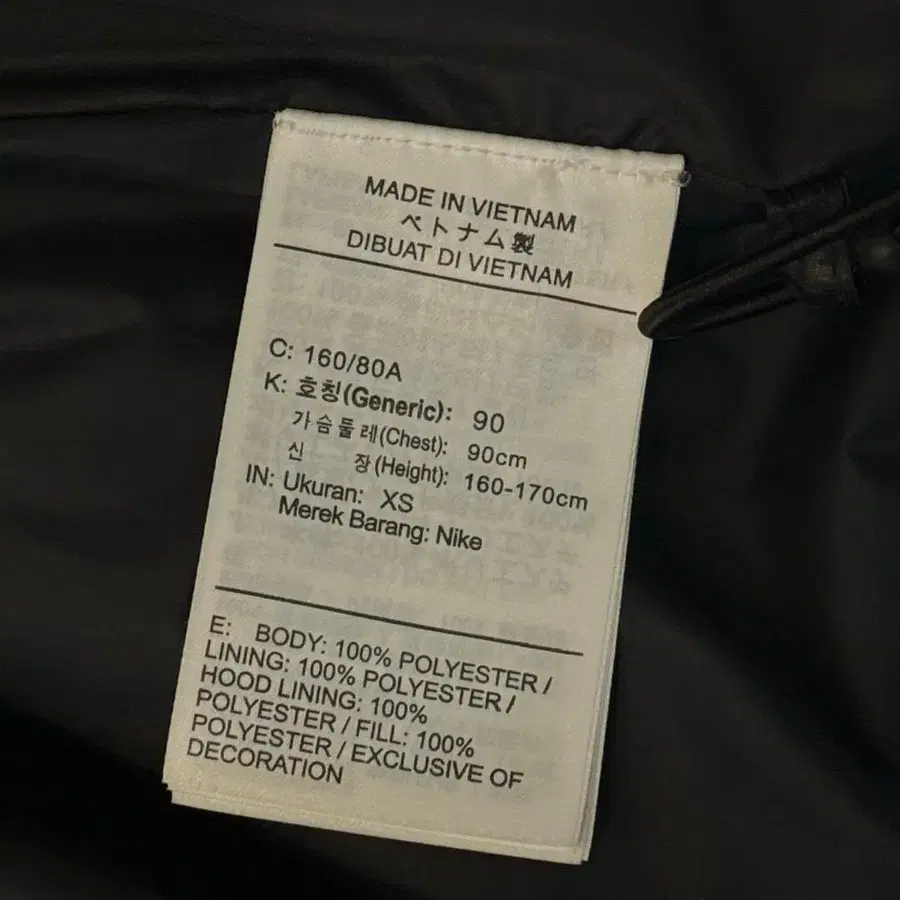 MADE IN VIETNAM
ベトナム製
DIBUAT DI VIETNAM
C: 160/80A
K: 호칭(Generic): 90
가슴둘레(Chest): 90cm
신 장(Height): 160-170cm
IN: Ukuran: XS
Merek Barang: Nike
E: BODY: 100% POLYESTER /
LINING: 100% POLYESTER /
HOOD LINING: 100%
POLYESTER / FILL: 100%
POLYESTER / EXCLUSIVE OF
DECORATION